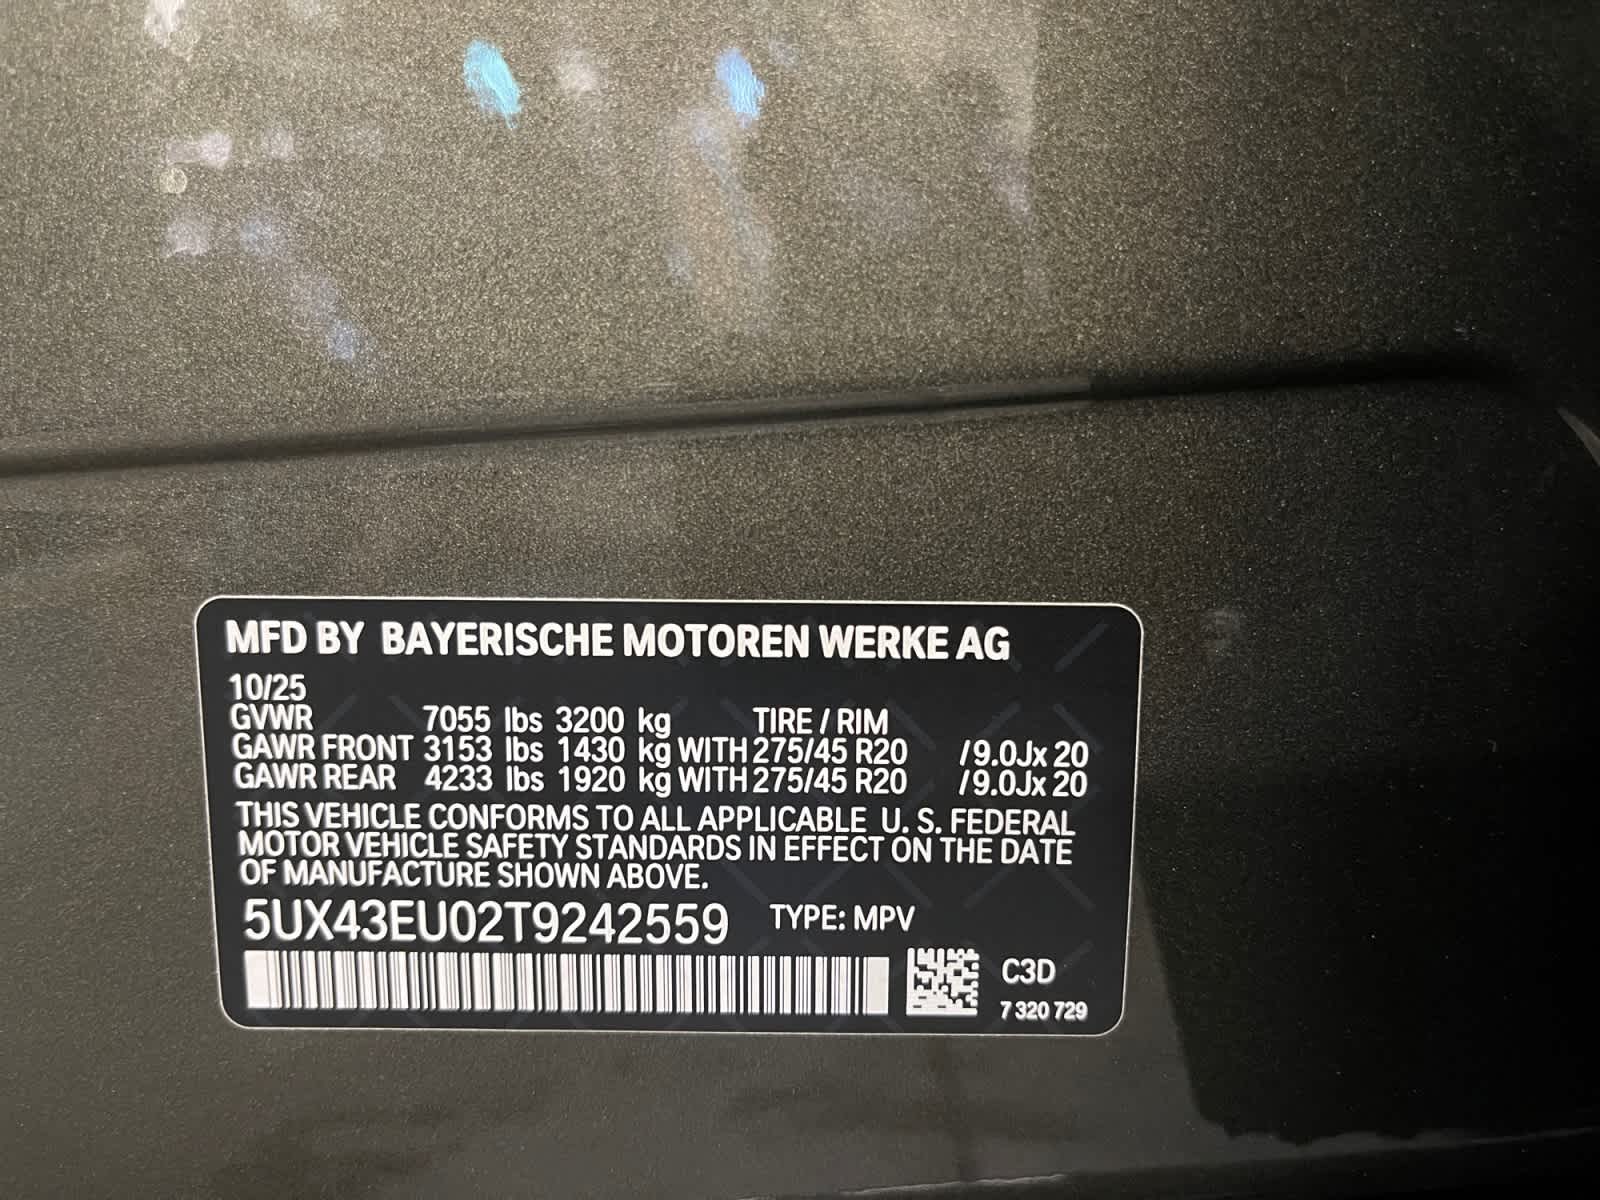 MFD BY BAYERISCHE MOTOREN WERKE AG
10/25
GVWR 7055 lbs 3200 kg TIRE / RIM
GAWR FRONT 3153 lbs 1430 kg WITH 275/45 R20 / 9.0Jx 20
GAWR REAR 4233 lbs 1920 kg WITH 275/45 R20 / 9.0Jx 20
THIS VEHICLE CONFORMS TO ALL APPLICABLE U. S. FEDERAL
MOTOR VEHICLE SAFETY STANDARDS IN EFFECT ON THE DATE
OF MANUFACTURE SHOWN ABOVE.
5UX43EU02T9242559 TYPE: MPV
C3D
7 320 729